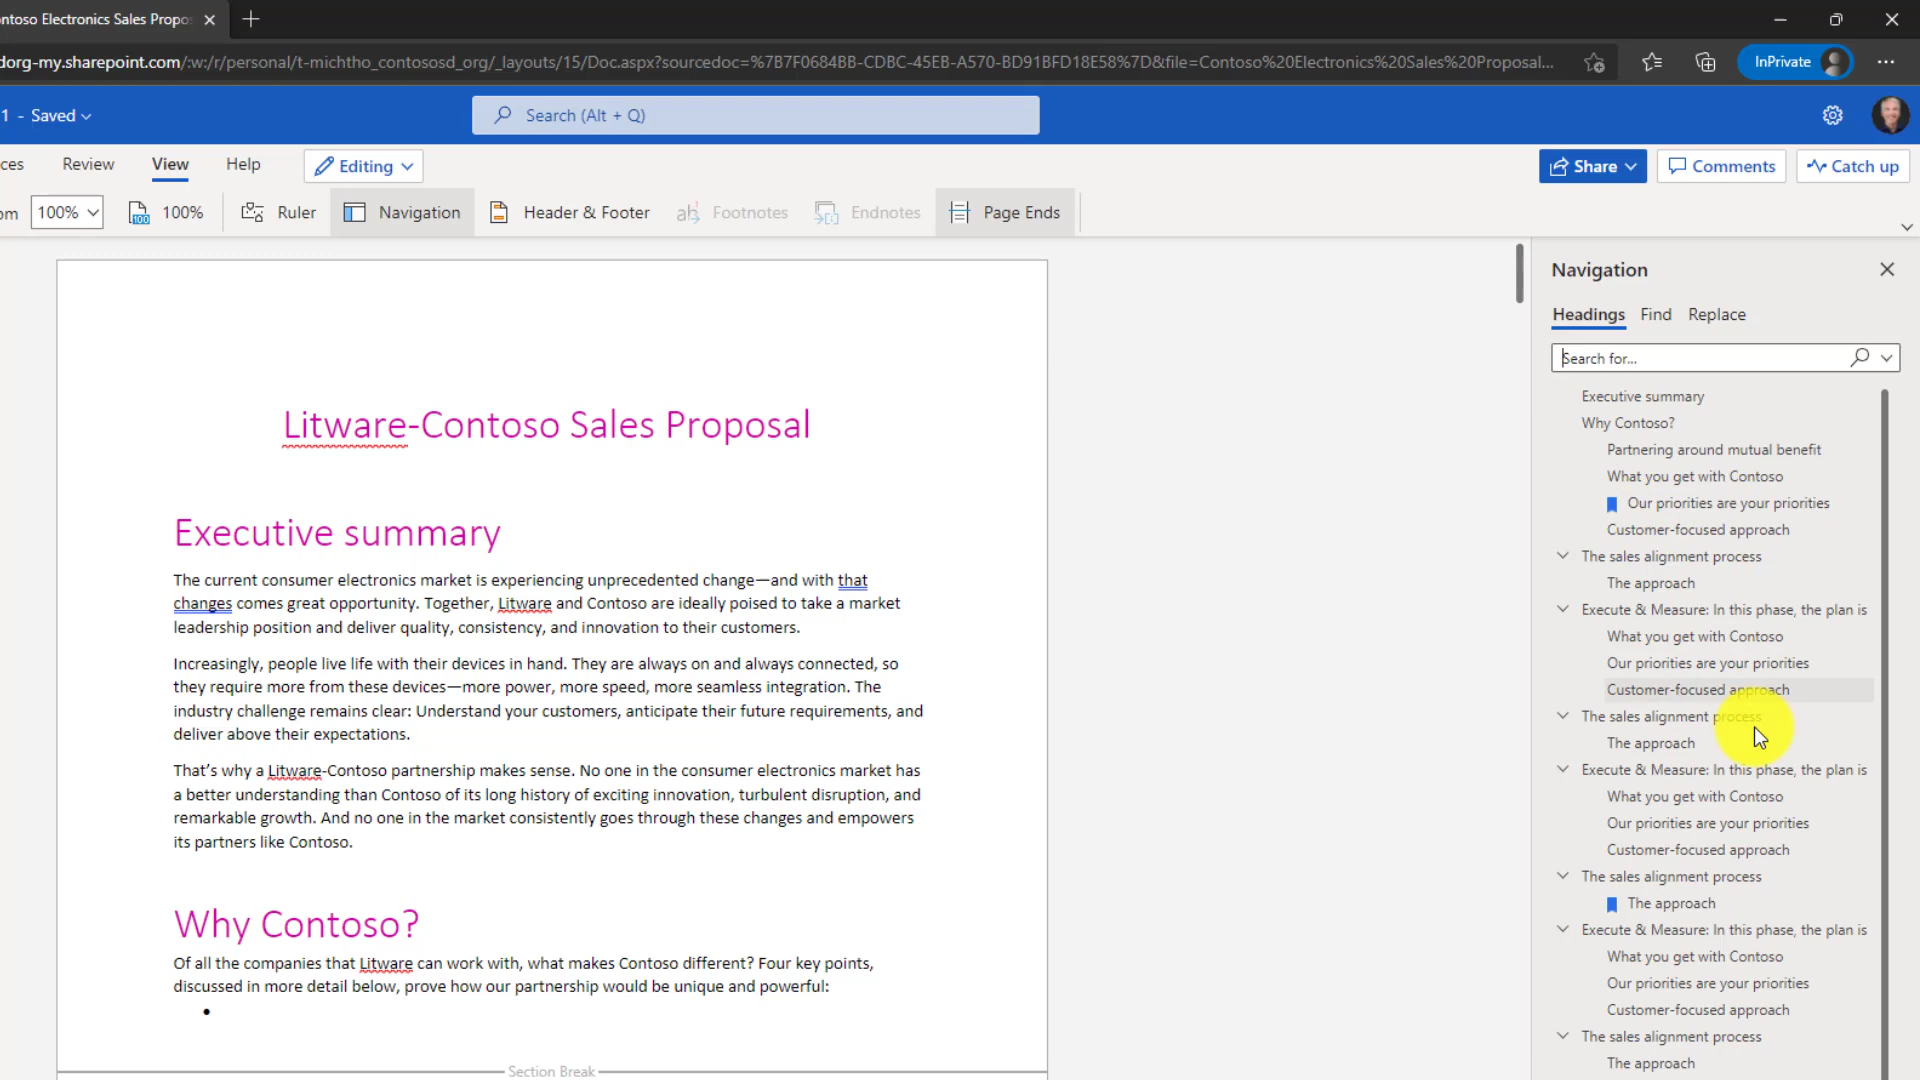 ntoso Electronics Sales Propo
InPrivate
dorg-my.sharepoint.com/:w:/r/personal/t-michtho_contososd_org/_layouts/15/Doc.aspx?sourcedoc=%7B7F0684BB-CDBC-45EB-A570-BD91BFD18E58%7D&file=Contoso%20Electronics%20Sales%20Proposal...
1 - Saved
Search (Alt + Q)
ces Review View Help Editing Share Comments Catch up
om 100% 100% Ruler Navigation Header & Footer ab Footnotes Endnotes Page Ends
100
Litware-Contoso Sales Proposal
Executive summary
The current consumer electronics market is experiencing unprecedented change—and with that
changes comes great opportunity. Together, Litware and Contoso are ideally poised to take a market
leadership position and deliver quality, consistency, and innovation to their customers.
Increasingly, people live life with their devices in hand. They are always on and always connected, so
they require more from these devices—more power, more speed, more seamless integration. The
industry challenge remains clear: Understand your customers, anticipate their future requirements, and
deliver above their expectations.
That's why a Litware-Contoso partnership makes sense. No one in the consumer electronics market has
a better understanding than Contoso of its long history of exciting innovation, turbulent disruption, and
remarkable growth. And no one in the market consistently goes through these changes and empowers
its partners like Contoso.
Why Contoso?
Of all the companies that Litware can work with, what makes Contoso different? Four key points,
discussed in more detail below, prove how our partnership would be unique and powerful:
•
Section Break
Navigation
Headings Find Replace
Search for...
Executive summary
Why Contoso?
Partnering around mutual benefit
What you get with Contoso
Our priorities are your priorities
Customer-focused approach
The sales alignment process
The approach
Execute & Measure: In this phase, the plan is
What you get with Contoso
Our priorities are your priorities
Customer-focused approach
The sales alignment process
The approach
Execute & Measure: In this phase, the plan is
What you get with Contoso
Our priorities are your priorities
Customer-focused approach
The sales alignment process
The approach
Execute & Measure: In this phase, the plan is
What you get with Contoso
Our priorities are your priorities
Customer-focused approach
The sales alignment process
The approach